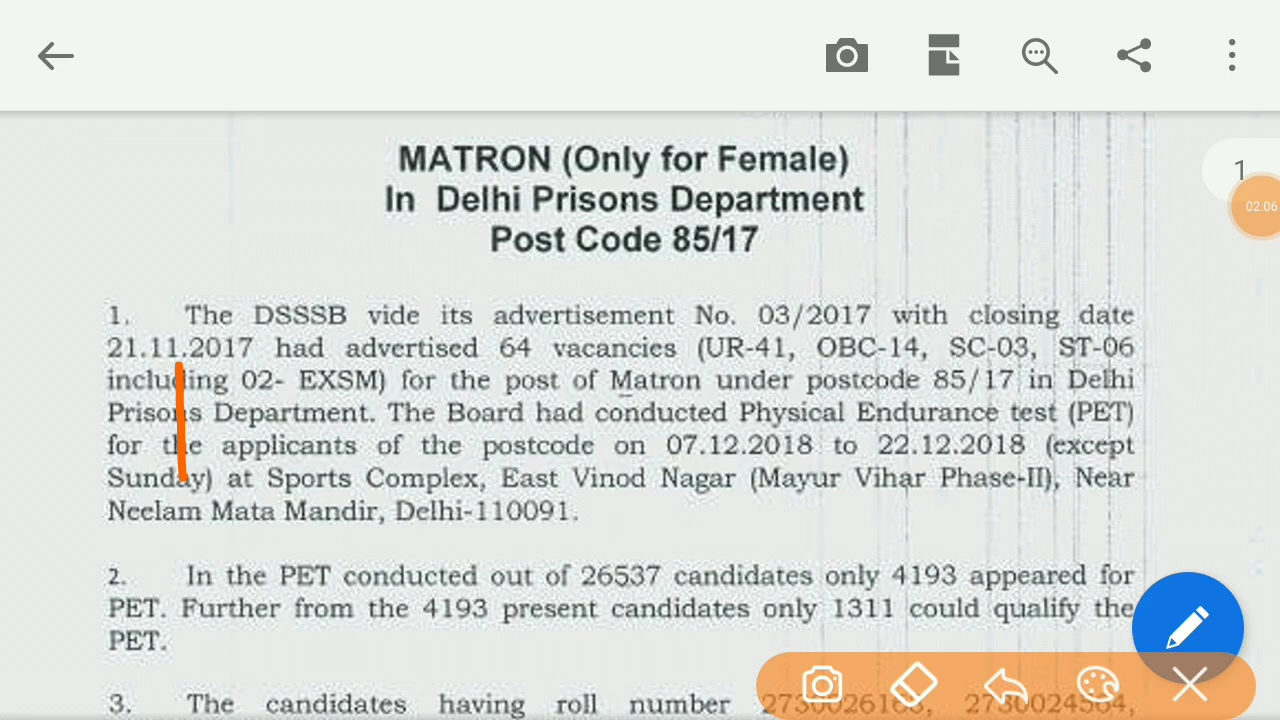 1
02:06
MATRON (Only for Female)
In Delhi Prisons Department
Post Code 85/17
1. The DSSSB vide its advertisement No. 03/2017 with closing date
21.11.2017 had advertised 64 vacancies (UR-41, OBC-14, SC-03, ST-06
including 02- EXSM) for the post of Matron under postcode 85/17 in Delhi
Prisons Department. The Board had conducted Physical Endurance test (PET)
for the applicants of the postcode on 07.12.2018 to 22.12.2018 (except
Sunday) at Sports Complex, East Vinod Nagar (Mayur Vihar Phase-II), Near
Neelam Mata Mandir, Delhi-110091.
2. In the PET conducted out of 26537 candidates only 4193 appeared for
PET. Further from the 4193 present candidates only 1311 could qualify the
PET.
3. The candidates having roll number